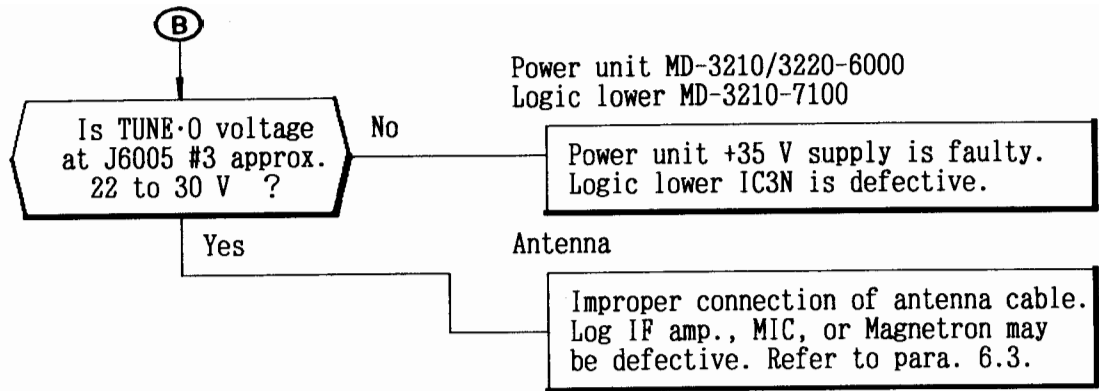 B
Power unit MD-3210/3220-6000
Logic lower MD-3210-7100
Is TUNE·O voltage
at J6005 #3 approx.
22 to 30 V ?
No
Power unit +35 V supply is faulty.
Logic lower IC3N is defective.
Yes
Antenna
Improper connection of antenna cable.
Log IF amp., MIC, or Magnetron may
be defective. Refer to para. 6.3.